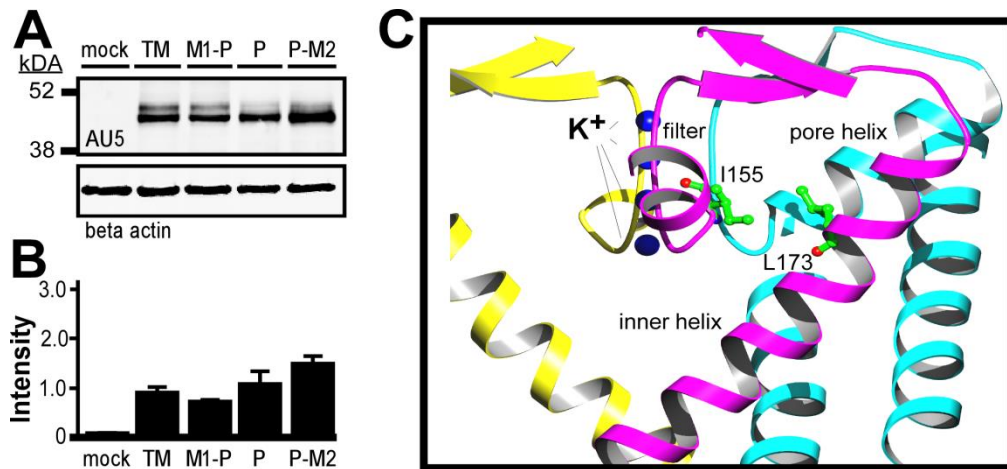 A
mock TM M1-P P P-M2
kDA
52
38
AU5
beta actin
B
Intensity
3.0
2.0
1.0
0
mock TM M1-P P P-M2
C
K+
filter
pore helix
I155
L173
inner helix